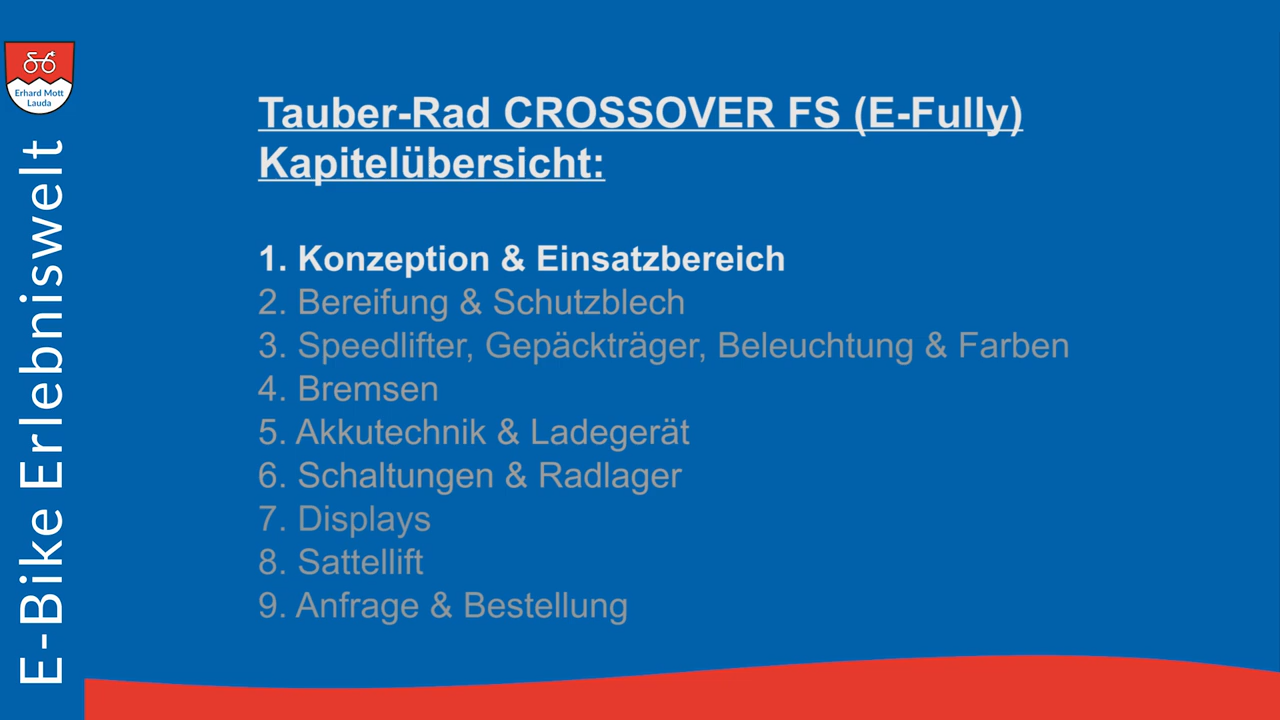 Erhard Mott
Lauda
E-Bike Erlebniswelt
Tauber-Rad CROSSOVER FS (E-Fully)
Kapitelübersicht:
1. Konzeption & Einsatzbereich
2. Bereifung & Schutzblech
3. Speedlifter, Gepäckträger, Beleuchtung & Farben
4. Bremsen
5. Akkutechnik & Ladegerät
6. Schaltungen & Radlager
7. Displays
8. Sattellift
9. Anfrage & Bestellung